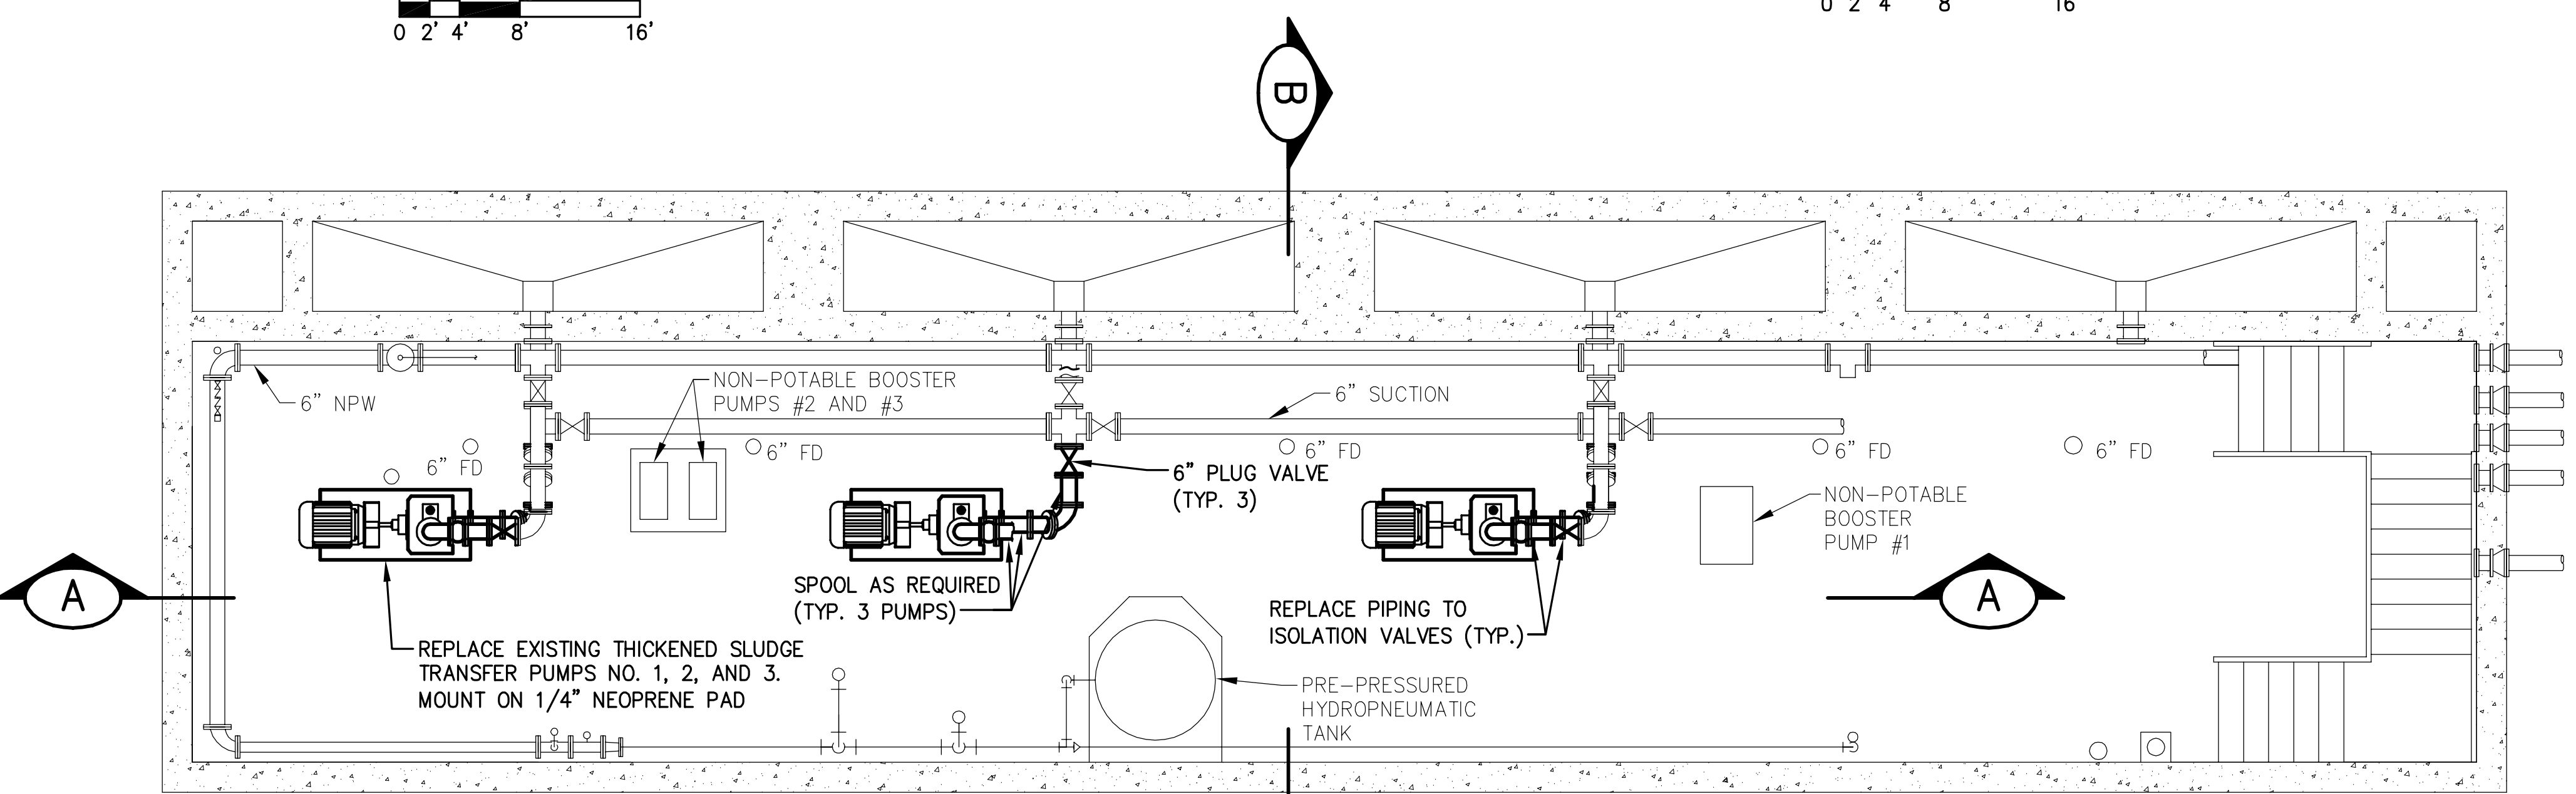 0 2' 4' 8' 16'
0 2 4 8 16
B
6” NPW
NON-POTABLE BOOSTER
PUMPS #2 AND #3
6” SUCTION
6” FD
6” FD
6” FD
6” FD
6” FD
6” PLUG VALVE
(TYP. 3)
NON-POTABLE
BOOSTER
PUMP #1
A
SPOOL AS REQUIRED
(TYP. 3 PUMPS)
REPLACE PIPING TO
ISOLATION VALVES (TYP.)
A
REPLACE EXISTING THICKENED SLUDGE
TRANSFER PUMPS NO. 1, 2, AND 3.
MOUNT ON 1/4” NEOPRENE PAD
PRE-PRESSURED
HYDROPNEUMATIC
TANK